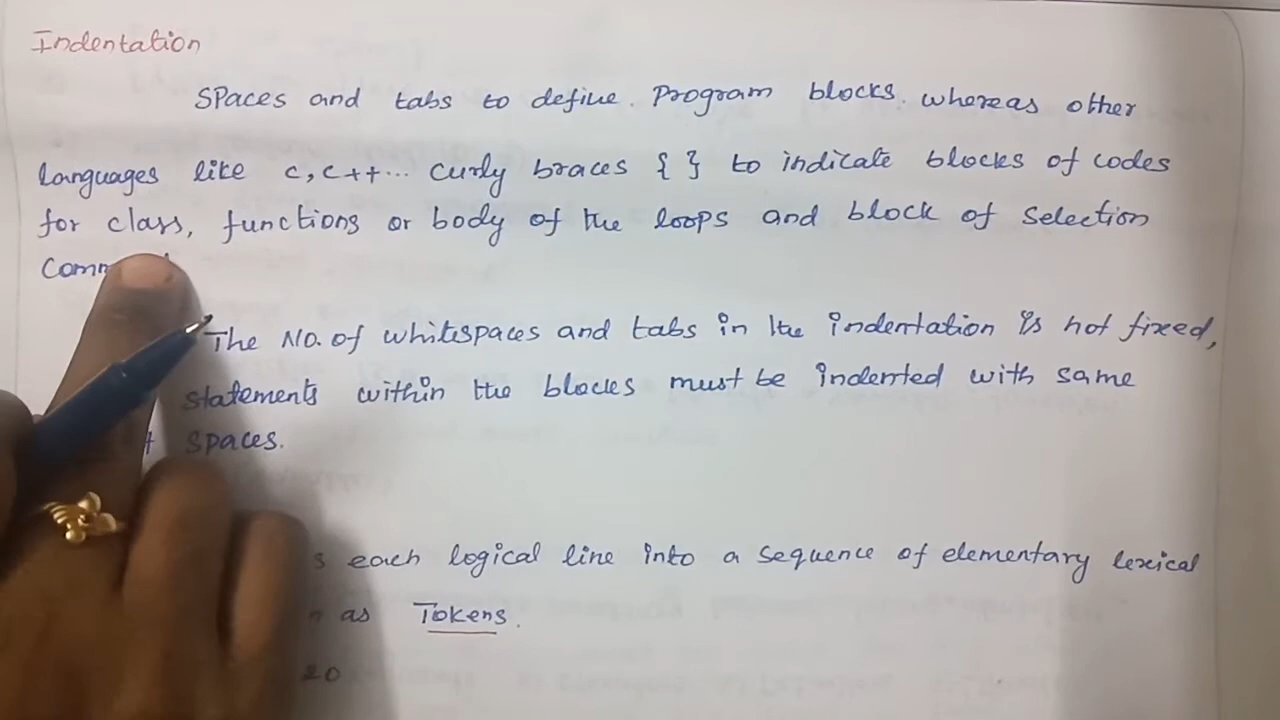 Indentation
Spaces and tabs to define program blocks. whereas other
languages like C, C++... curly braces { } to indicate blocks of codes
for class, functions or body of the loops and block of selection
The No. of whitespaces and tabs in the indentation is not fixed,
statements within the blocks must be indented with same
spaces.
each logical line into a sequence of elementary lexical
as Tokens.
20